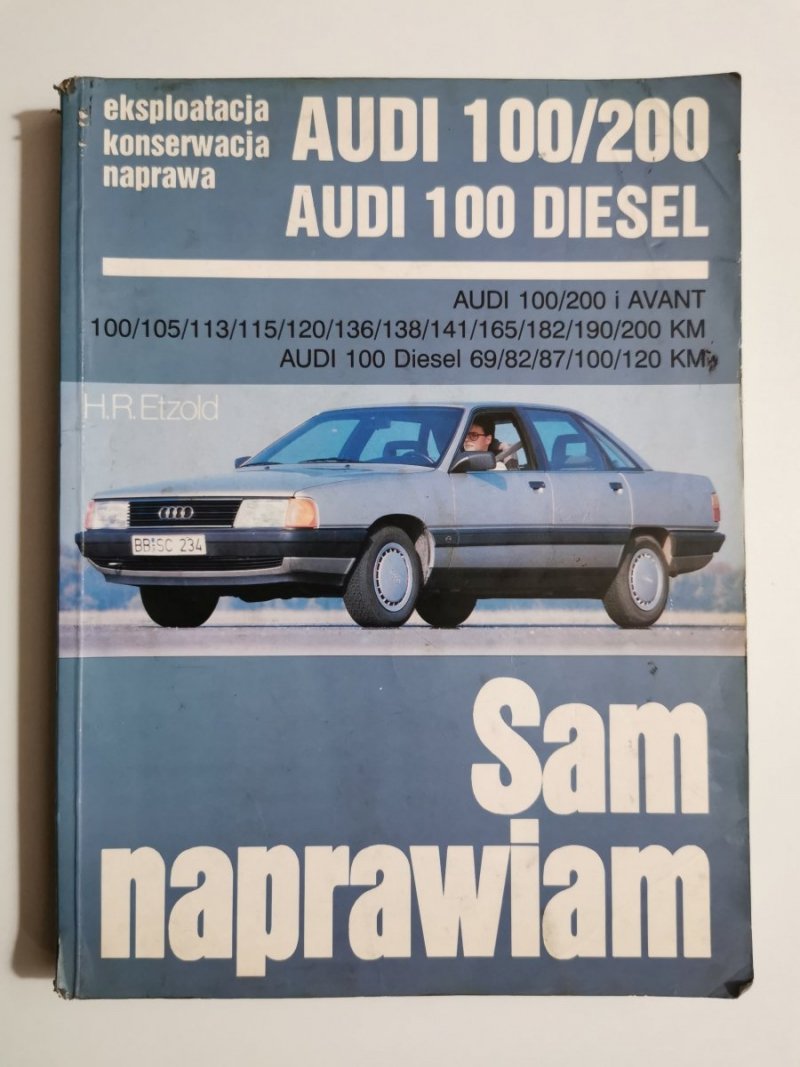 eksploatacja
konserwacja
naprawa
AUDI 100/200
AUDI 100 DIESEL
AUDI 100/200 i AVANT
100/105/113/115/120/136/138/141/165/182/190/200 KM
AUDI 100 Diesel 69/82/87/100/120 KM
H.R. Etzold
BB SC 234
Sam
naprawiam